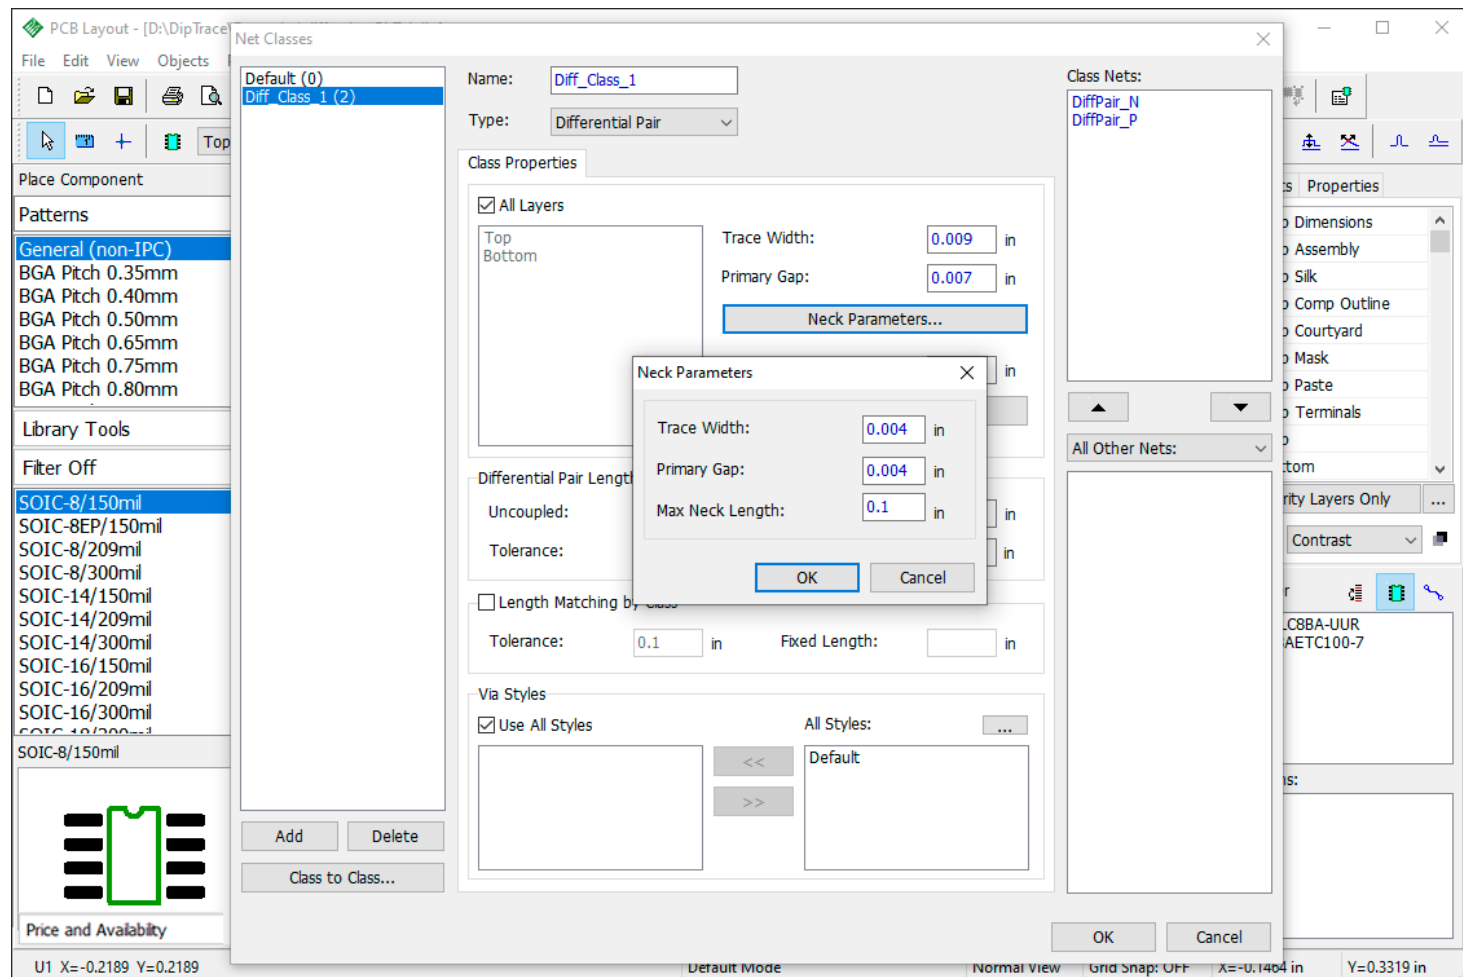 PCB Layout - [D:\DipTrace\
File Edit View Objects
Top
Place Component
Patterns
General (non-IPC)
BGA Pitch 0.35mm
BGA Pitch 0.40mm
BGA Pitch 0.50mm
BGA Pitch 0.65mm
BGA Pitch 0.75mm
BGA Pitch 0.80mm
Library Tools
Filter Off
SOIC-8/150mil
SOIC-8EP/150mil
SOIC-8/209mil
SOIC-8/300mil
SOIC-14/150mil
SOIC-14/209mil
SOIC-14/300mil
SOIC-16/150mil
SOIC-16/209mil
SOIC-16/300mil
SOIC-8/150mil
Price and Availability
Net Classes
Default (0)
Diff_Class_1 (2)
Add Delete
Class to Class...
Name: Diff_Class_1
Type: Differential Pair
Class Properties
All Layers
Top
Bottom
Trace Width: 0.009 in
Primary Gap: 0.007 in
Neck Parameters...
in
Neck Parameters
Trace Width: 0.004 in
Primary Gap: 0.004 in
Max Neck Length: 0.1 in
OK Cancel
Differential Pair Length
Uncoupled: in
Tolerance: in
Length Matching by Class
Tolerance: 0.1 in Fixed Length: in
Via Styles
Use All Styles All Styles: ...
<< Default
>>
Class Nets:
DiffPair_N
DiffPair_P
All Other Nets:
OK Cancel
Properties
Dimensions
Assembly
Silk
Comp Outline
Courtyard
Mask
Paste
Terminals
ttom
rity Layers Only ...
Contrast
LC8BA-UUR
AETC100-7
ns:
U1 X=-0.2189 Y=0.2189 Default Mode Normal View Grid Snap: OFF X=-0.1464 in Y=0.3319 in